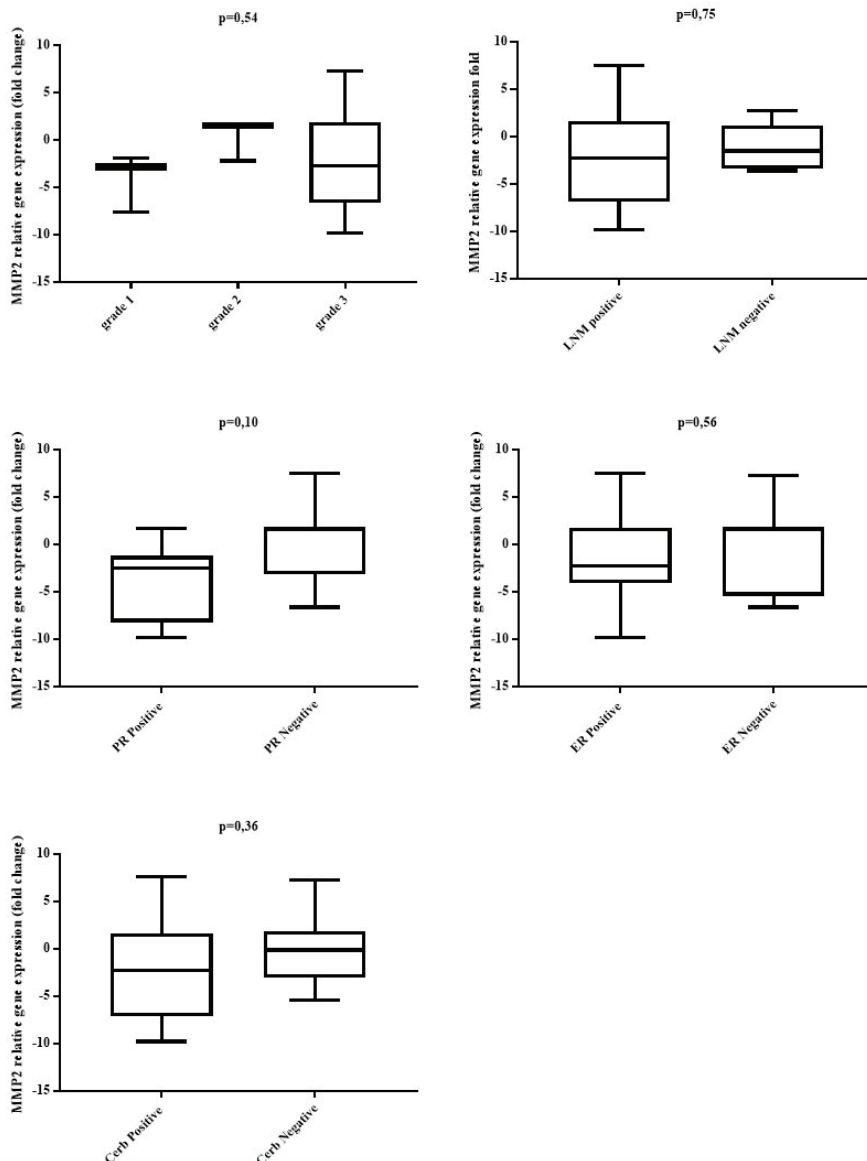 p=0,54
MMP2 relative gene expression (fold change)
10
5
0
-5
-10
-15
grade 1
grade 2
grade 3
p=0,75
MMP2 relative gene expression fold
10
5
0
-5
-10
-15
LNM positive
LNM negative
p=0,10
MMP2 relative gene expression (fold change)
10
5
0
-5
-10
-15
PR Positive
PR Negative
p=0,56
MMP2 relative gene expression (fold change)
10
5
0
-5
-10
-15
ER Positive
ER Negative
p=0,36
MMP2 relative gene expression (fold change)
10
5
0
-5
-10
-15
Cerb Positive
Cerb Negative